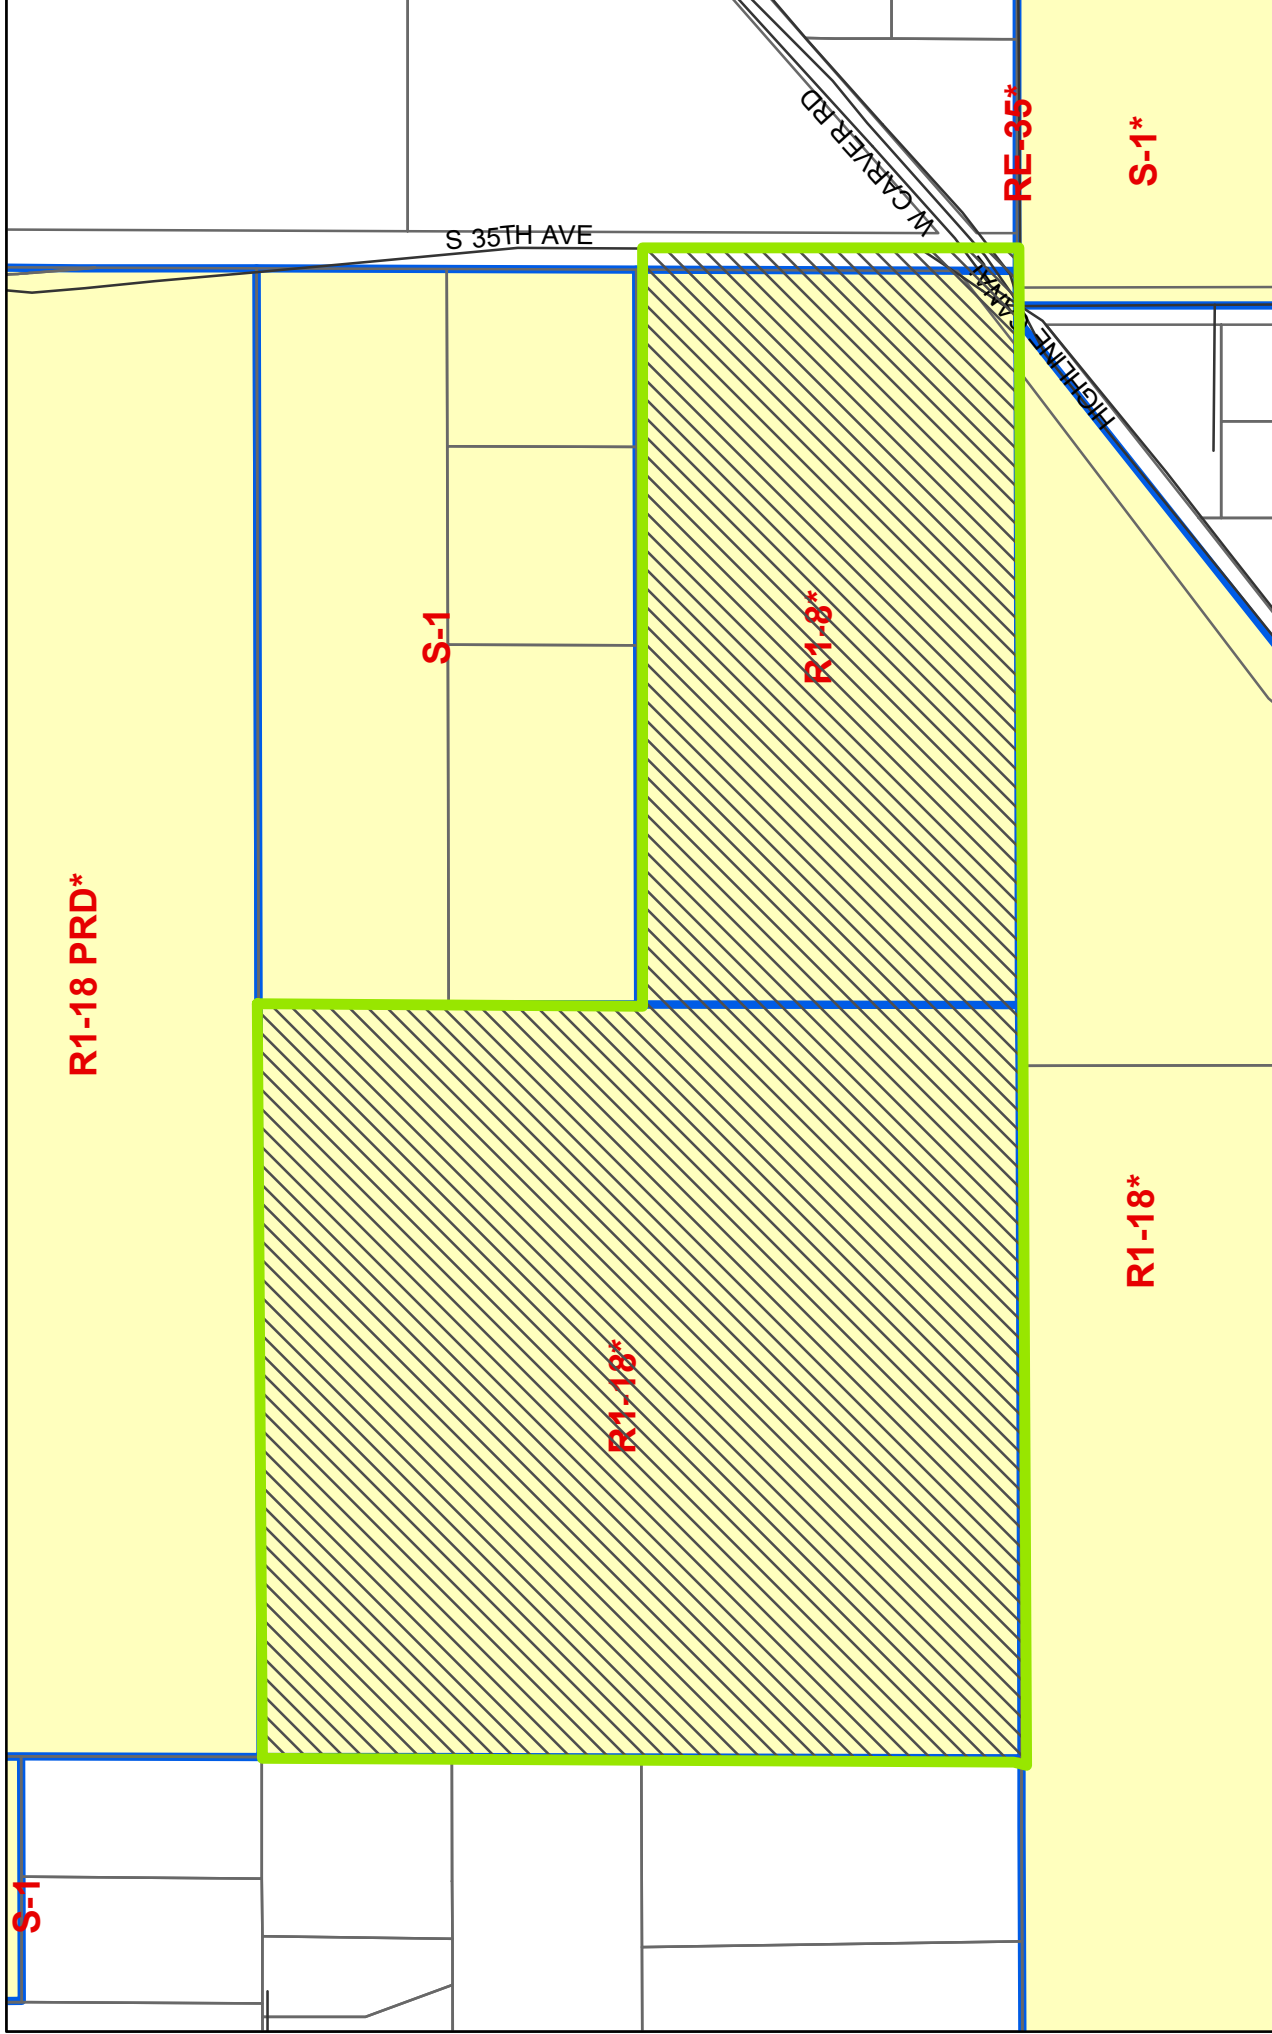 W CARVER RD
RE-35*
S-1*
S 35TH AVE
HIGHLINE CANAL
S-1
R1-8*
R1-18 PRD*
R1-18*
R1-18*
S-1